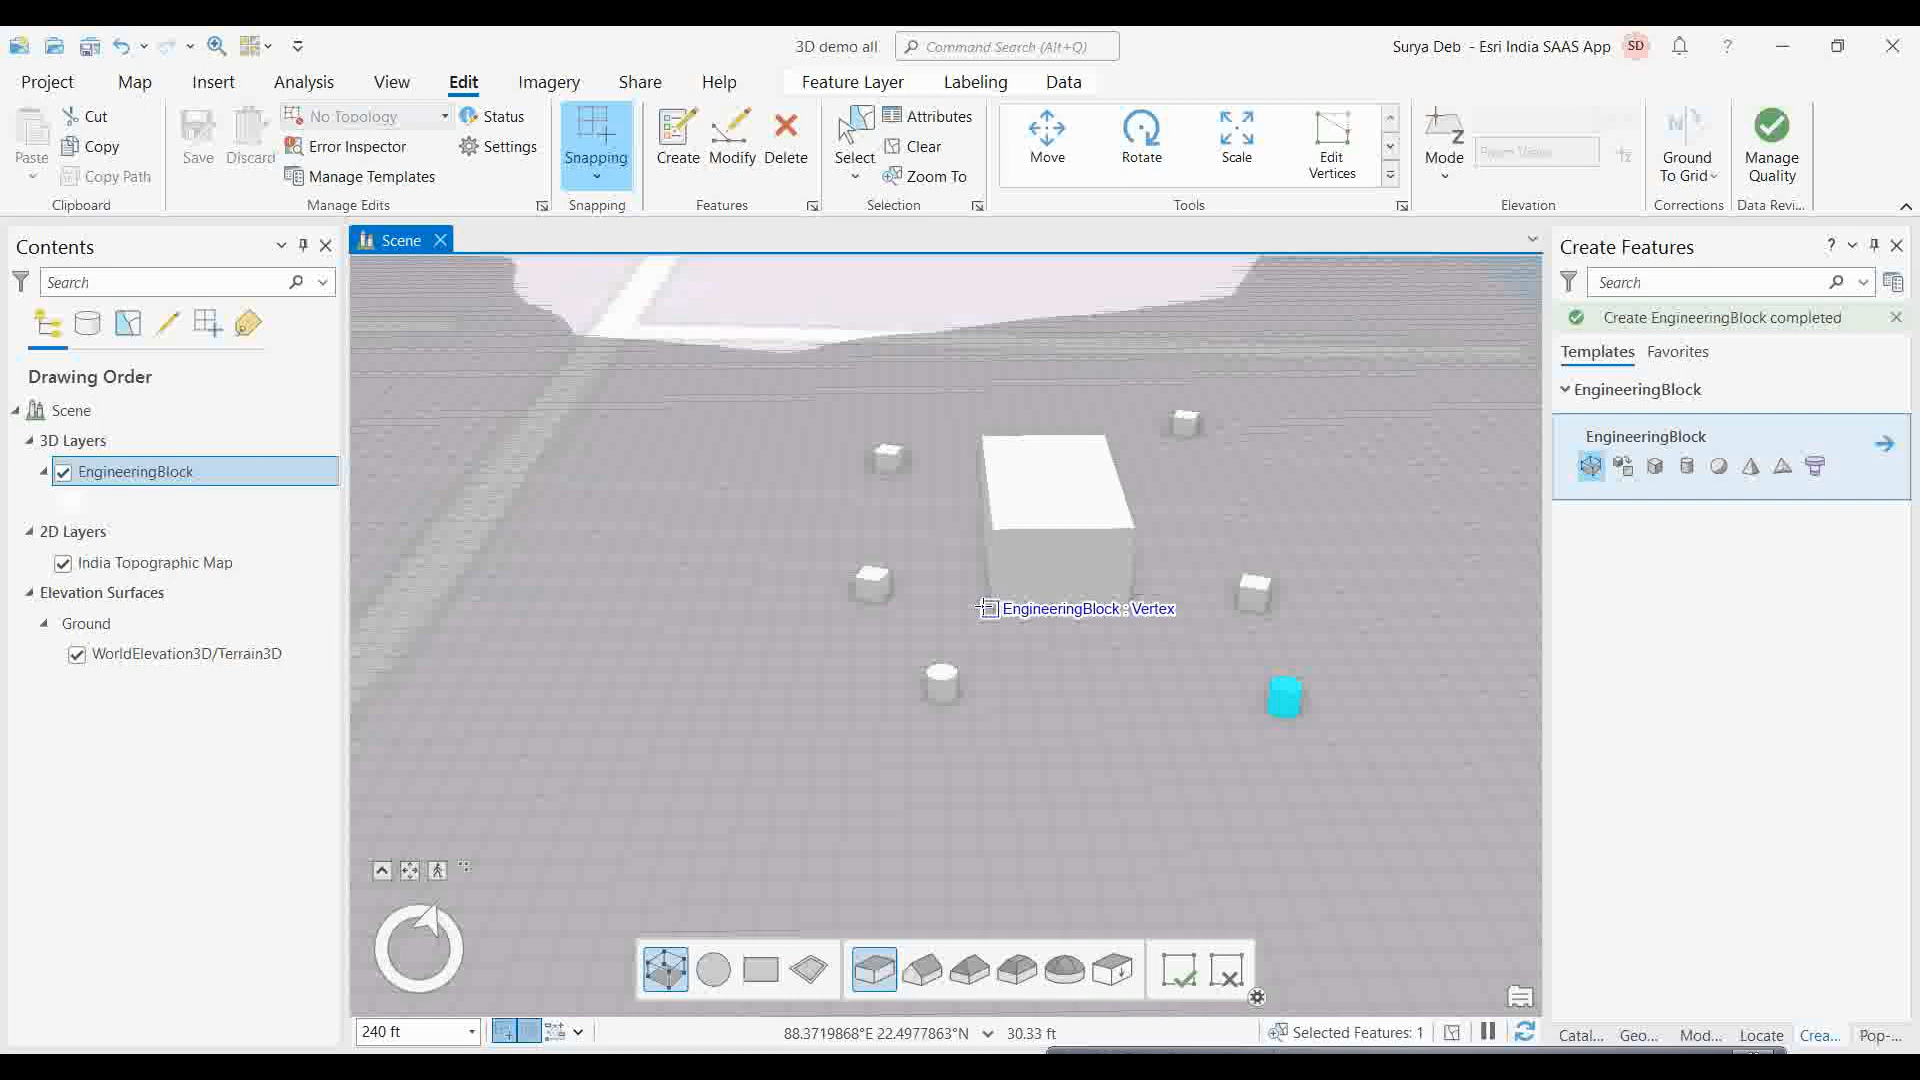 3D demo all
Command Search (Alt+Q)
Surya Deb - Esri India SAAS App
SD
?
Project
Map
Insert
Analysis
View
Edit
Imagery
Share
Help
Feature Layer
Labeling
Data
Paste
Cut
Copy
Copy Path
Clipboard
Save
Discard
No Topology
Error Inspector
Manage Templates
Status
Settings
Manage Edits
Snapping
Snapping
Create
Modify
Delete
Features
Select
Attributes
Clear
Zoom To
Selection
Move
Rotate
Scale
Edit
Vertices
Tools
Mode
Elevation
Ground
To Grid
Corrections
Manage
Quality
Data Revi...
Contents
Search
Drawing Order
Scene
3D Layers
EngineeringBlock
2D Layers
India Topographic Map
Elevation Surfaces
Ground
WorldElevation3D/Terrain3D
Scene
EngineeringBlock : Vertex
240 ft
88.3719868°E 22.4977863°N
30.33 ft
Selected Features: 1
Create Features
?
Search
Create EngineeringBlock completed
Templates
Favorites
EngineeringBlock
EngineeringBlock
Catal...
Geo...
Mod...
Locate
Crea...
Pop-...